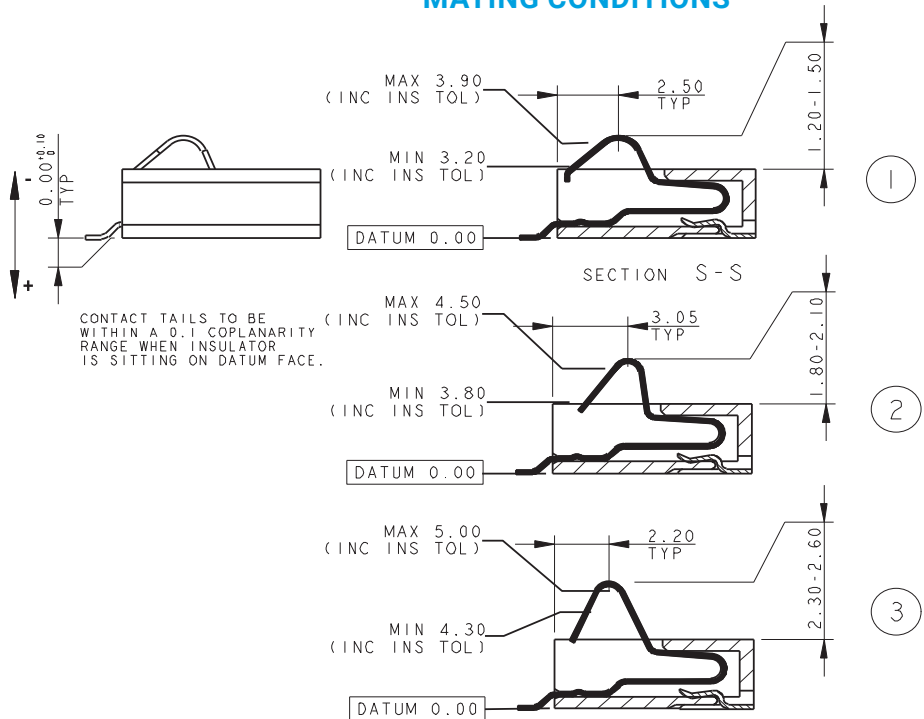 MATING CONDITIONS
MAX 3.90
(INC INS TOL)
2.50
TYP
1.20-1.50
MIN 3.20
(INC INS TOL)
1
DATUM 0.00
SECTION S-S
-
0.00 +0.10 0
TYP
+
CONTACT TAILS TO BE
WITHIN A 0.1 COPLANARITY
RANGE WHEN INSULATOR
IS SITTING ON DATUM FACE.
MAX 4.50
(INC INS TOL)
3.05
TYP
1.80-2.10
MIN 3.80
(INC INS TOL)
2
DATUM 0.00
MAX 5.00
(INC INS TOL)
2.20
TYP
2.30-2.60
MIN 4.30
(INC INS TOL)
3
DATUM 0.00